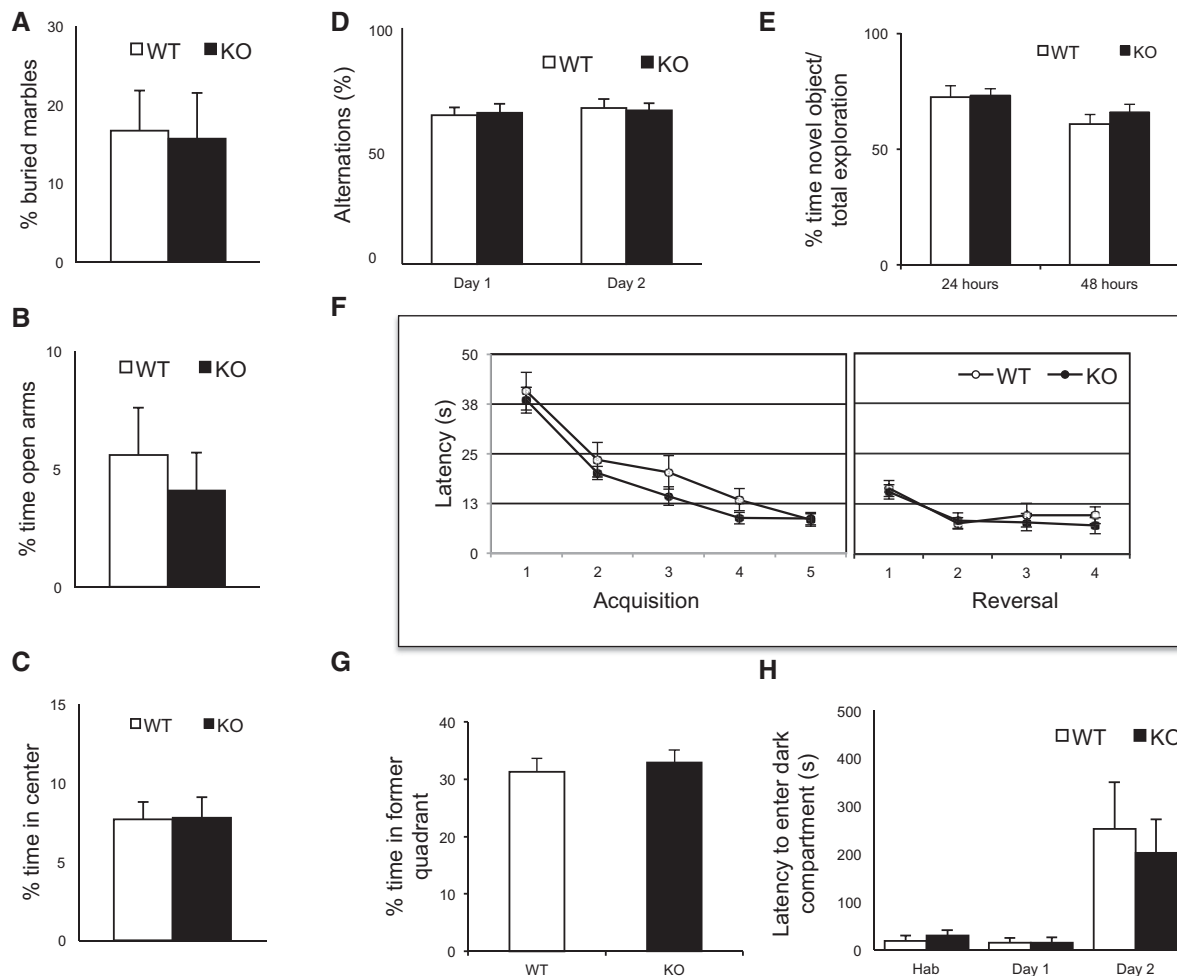 A
30
20
10
0
% buried marbles
WT KO
B
10
5
0
% time open arms
WT KO
C
15
10
5
0
% time in center
WT KO
D
100
50
0
Alternations (%)
WT KO
Day 1 Day 2
E
100
50
0
% time novel object/
total exploration
WT KO
24 hours 48 hours
F
50
38
25
13
0
Latency (s)
1 2 3 4 5
Acquisition
WT KO
1 2 3 4
Reversal
G
40
30
20
10
0
% time in former
quadrant
WT KO
H
500
400
300
200
100
0
Latency to enter dark
compartment (s)
WT KO
Hab Day 1 Day 2